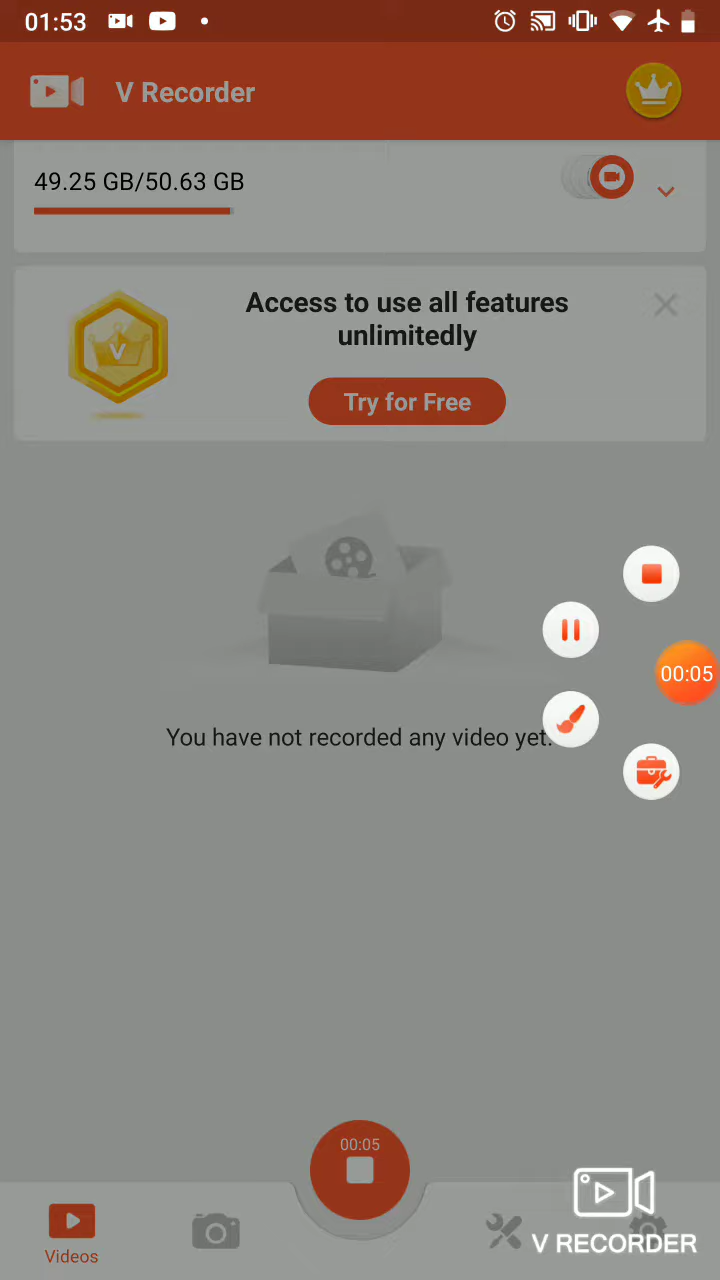 01:53
V Recorder
49.25 GB/50.63 GB
Access to use all features
unlimitedly
Try for Free
You have not recorded any video yet.
00:05
00:05
Videos
V RECORDER